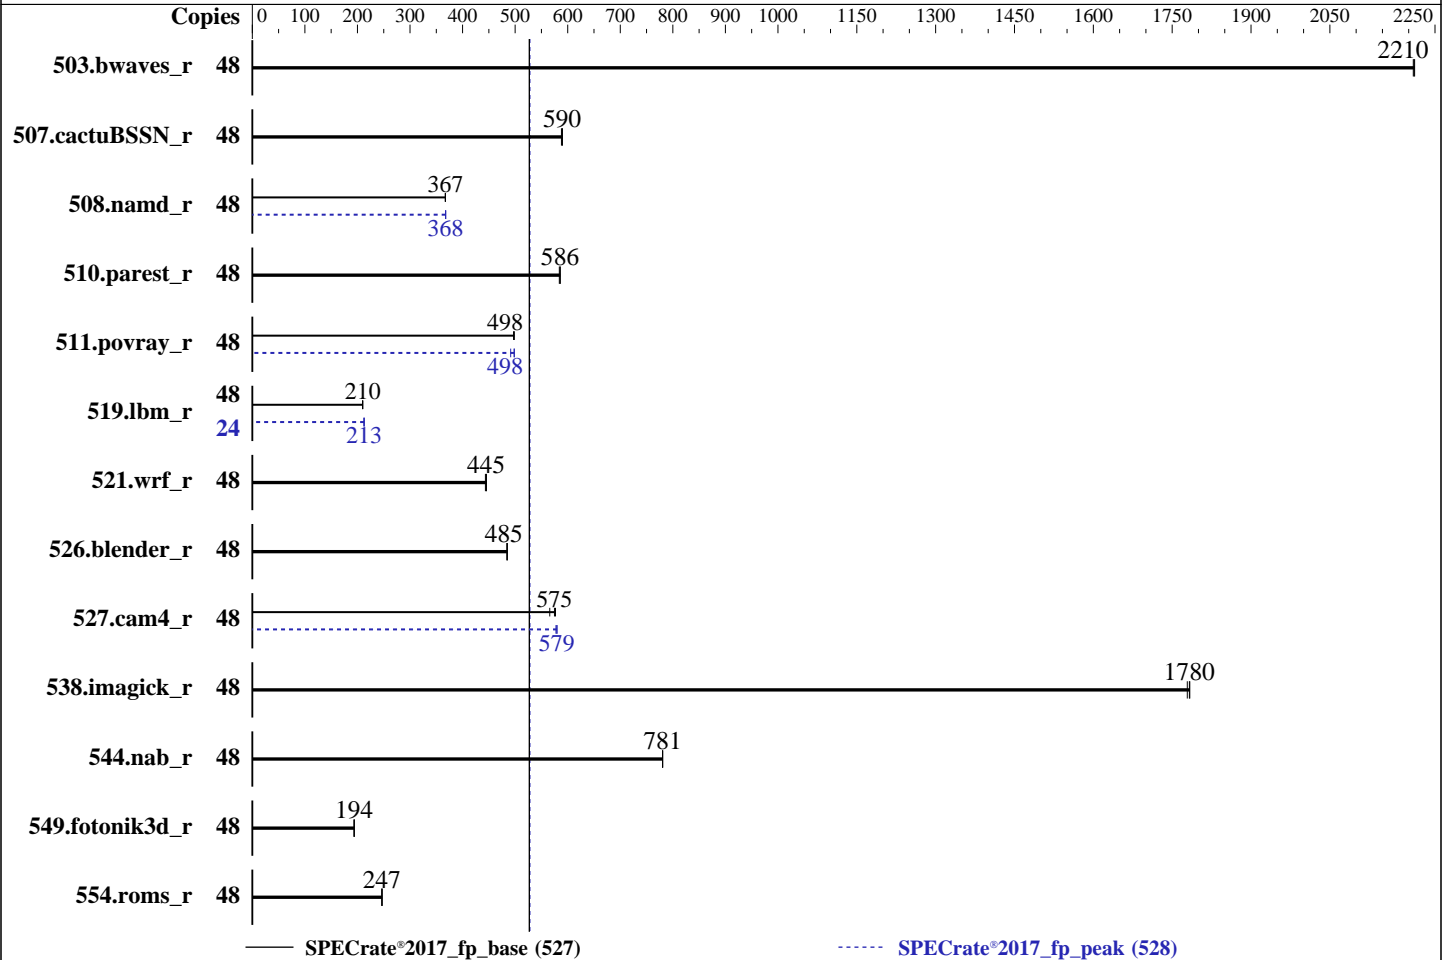 Copies 0 100 200 300 400 500 600 700 800 900 1000 1150 1300 1450 1600 1750 1900 2050 2250
503.bwaves_r 48 2210
507.cactuBSSN_r 48 590
508.namd_r 48 367
368
510.parest_r 48 586
511.povray_r 48 498
498
519.lbm_r 48 210
24 213
521.wrf_r 48 445
526.blender_r 48 485
527.cam4_r 48 575
579
538.imagick_r 48 1780
544.nab_r 48 781
549.fotonik3d_r 48 194
554.roms_r 48 247
SPECrate®2017_fp_base (527) SPECrate®2017_fp_peak (528)